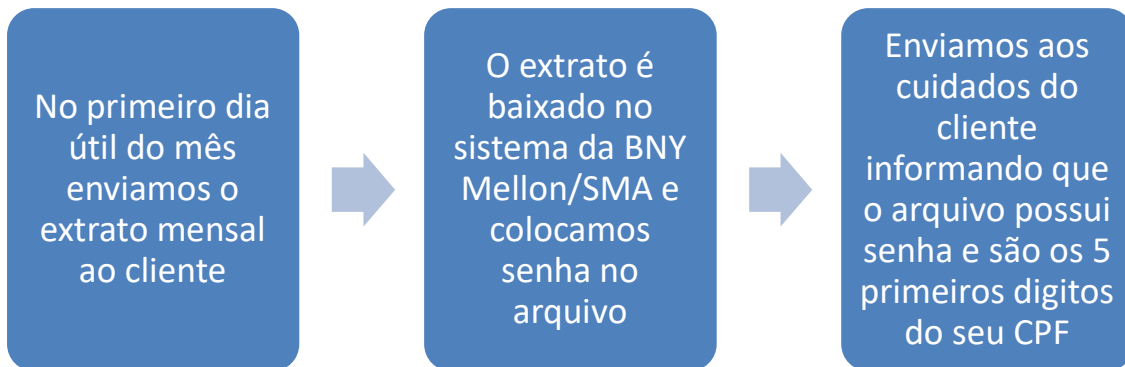 No primeiro dia
útil do mês
enviamos o
extrato mensal
ao cliente
O extrato é
baixado no
sistema da BNY
Mellon/SMA e
colocamos
senha no
arquivo
Enviamos aos
cuidados do
cliente
informando que
o arquivo possui
senha e são os 5
primeiros digitos
do seu CPF